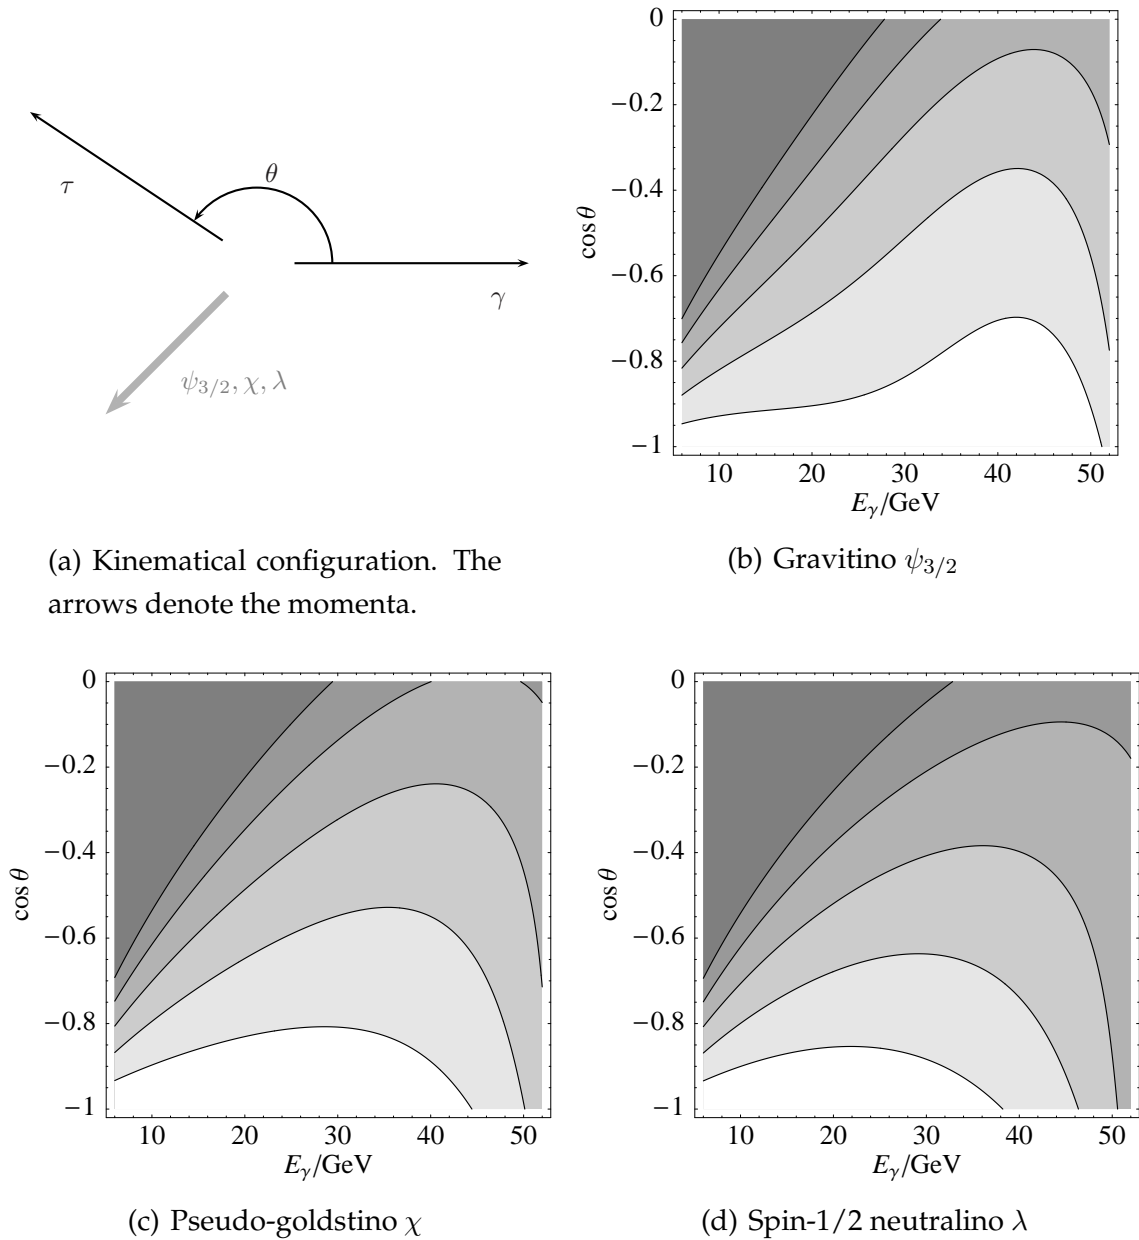 τ
θ
γ
ψ3/2, χ, λ
(a) Kinematical configuration. The
arrows denote the momenta.
0
−0.2
−0.4
−0.6
−0.8
−1
cos θ
10 20 30 40 50
Eγ/GeV
(b) Gravitino ψ3/2
0
−0.2
−0.4
−0.6
−0.8
−1
cos θ
10 20 30 40 50
Eγ/GeV
(c) Pseudo-goldstino χ
0
−0.2
−0.4
−0.6
−0.8
−1
cos θ
10 20 30 40 50
Eγ/GeV
(d) Spin-1/2 neutralino λ